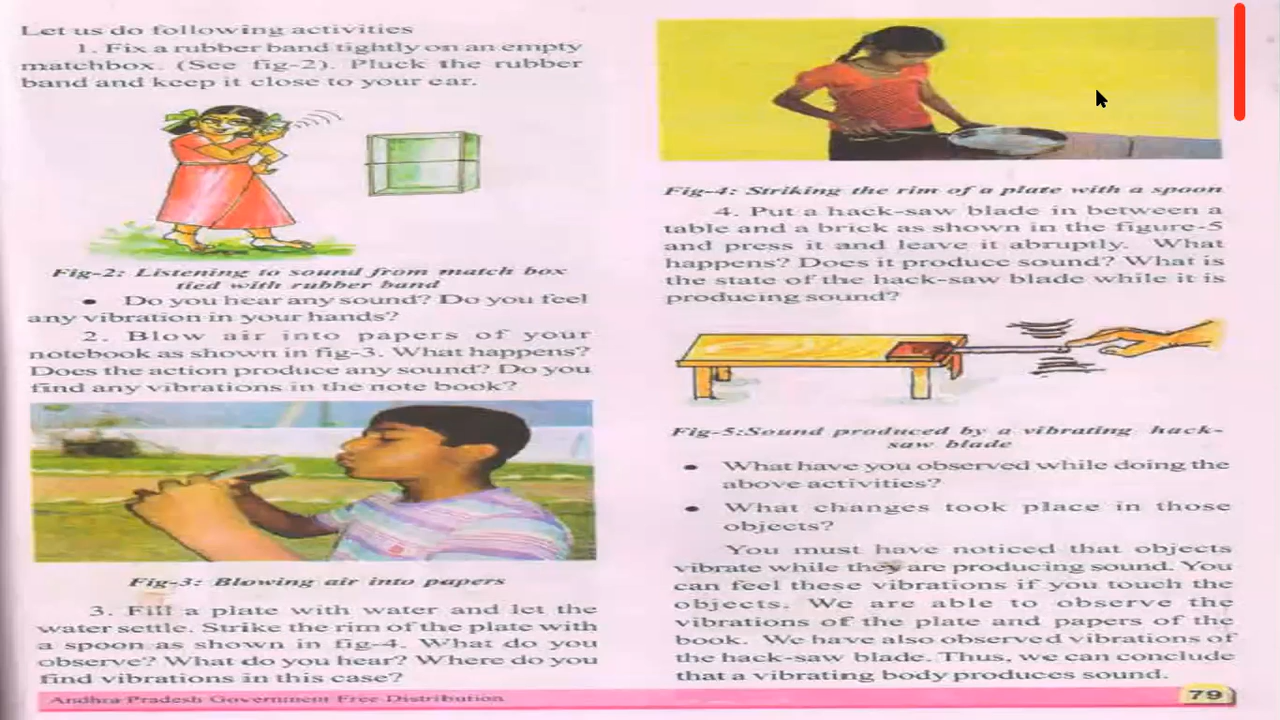 Let us do following activities
1. Fix a rubber band tightly on an empty
matchbox. (See fig-2). Pluck the rubber
band and keep it close to your ear.
Fig-2: Listening to sound from match box
tied with rubber band
• Do you hear any sound? Do you feel
any vibration in your hands?
2. Blow air into papers of your
notebook as shown in fig-3. What happens?
Does the action produce any sound? Do you
find any vibrations in the note book?
Fig-3: Blowing air into papers
3. Fill a plate with water and let the
water settle. Strike the rim of the plate with
a spoon as shown in fig-4. What do you
observe? What do you hear? Where do you
find vibrations in this case?
Andhra Pradesh Government Free Distribution
Fig-4: Striking the rim of a plate with a spoon
4. Put a hack-saw blade in between a
table and a brick as shown in the figure-5
and press it and leave it abruptly. What
happens? Does it produce sound? What is
the state of the hack-saw blade while it is
producing sound?
Fig-5:Sound produced by a vibrating hack-
saw blade
• What have you observed while doing the
above activities?
• What changes took place in those
objects?
You must have noticed that objects
vibrate while they are producing sound. You
can feel these vibrations if you touch the
objects. We are able to observe the
vibrations of the plate and papers of the
book. We have also observed vibrations of
the hack-saw blade. Thus, we can conclude
that a vibrating body produces sound.
79